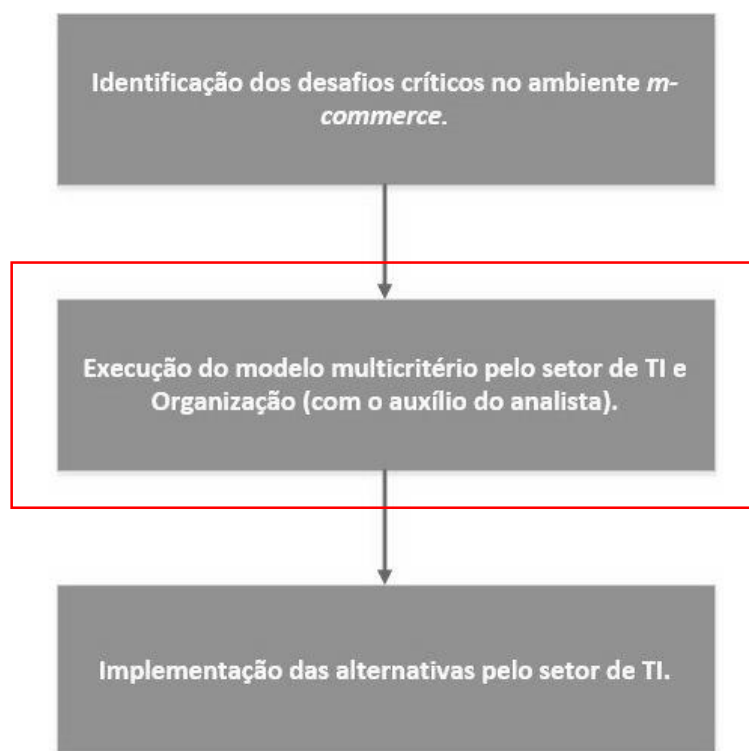 Identificação dos desafios críticos no ambiente m-
commerce.
Execução do modelo multicritério pelo setor de TI e
Organização (com o auxílio do analista).
Implementação das alternativas pelo setor de TI.